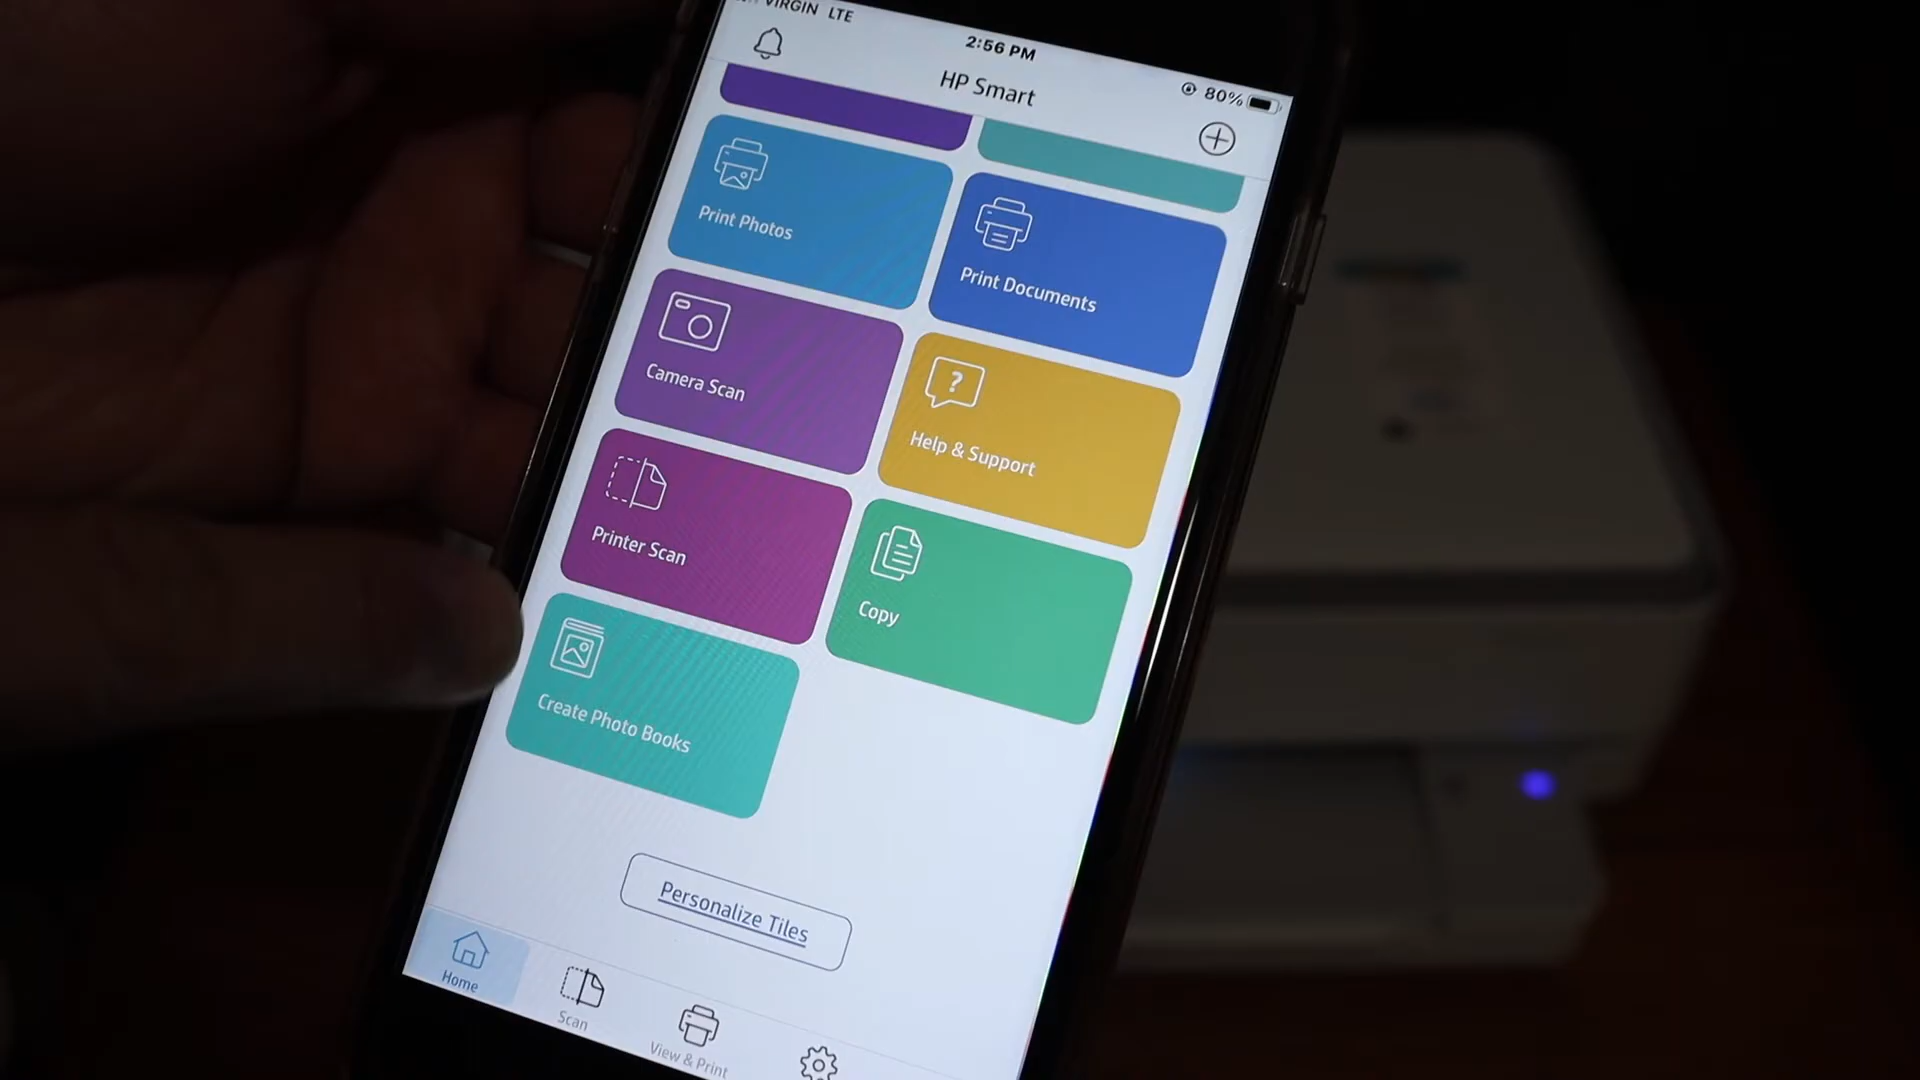 VIRGIN LTE
2:56 PM
80%
HP Smart
Print Photos
Print Documents
Camera Scan
?
Help & Support
Printer Scan
Copy
Create Photo Books
Personalize Tiles
Home
Scan
View & Print